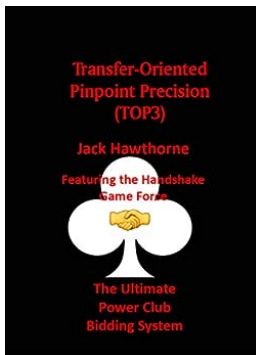 Transfer-Oriented
Pinpoint Precision
(TOP3)
Jack Hawthorne
Featuring the Handshake
Game Force
The Ultimate
Power Club
Bidding System